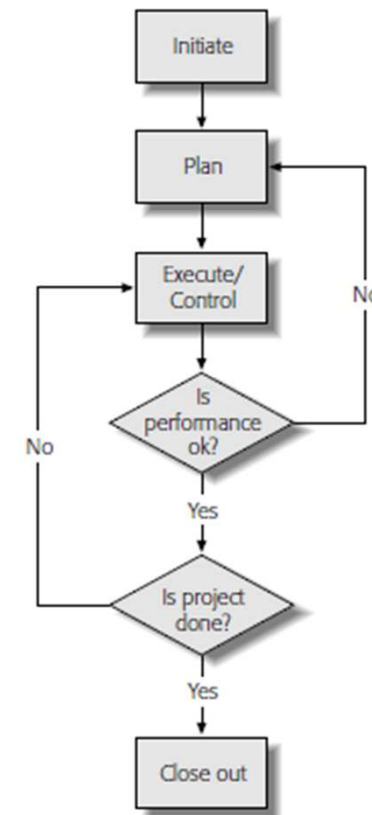 Initiate
Plan
Execute/
Control
No
Is
performance
ok?
No
Yes
Is project
done?
Yes
Close out